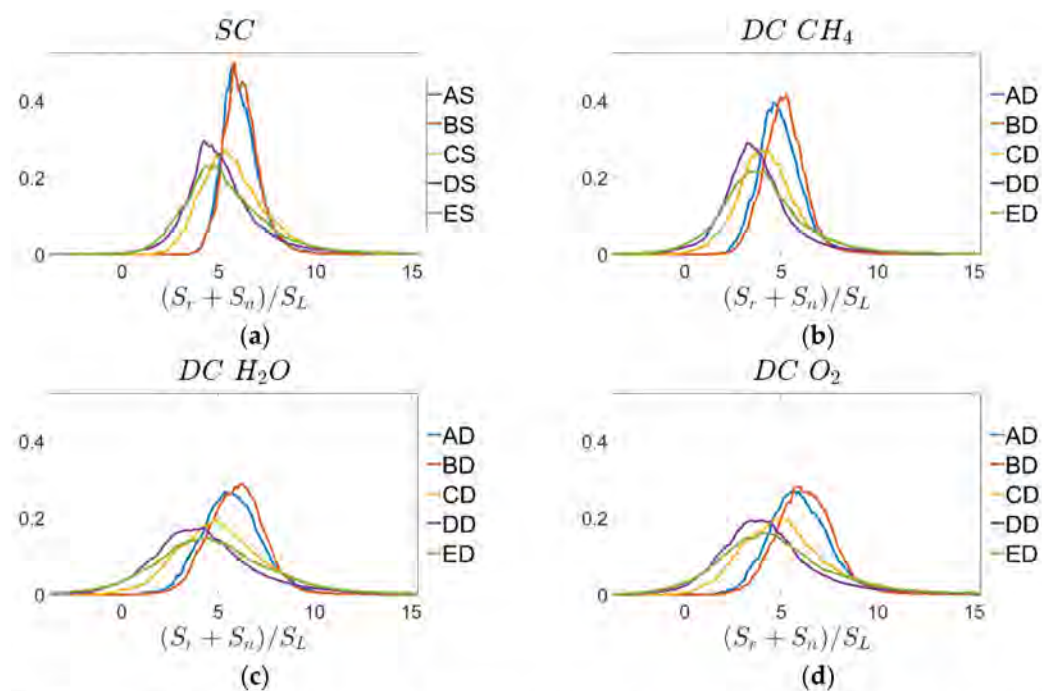 SC
0.4
0.2
0
0 5 10 15
(S_r + S_n)/S_L
(a)
AS
BS
CS
DS
ES
DC CH₄
0.4
0.2
0
0 5 10 15
(S_r + S_n)/S_L
(b)
AD
BD
CD
DD
ED
DC H₂O
0.4
0.2
0
0 5 10 15
(S_r + S_n)/S_L
(c)
AD
BD
CD
DD
ED
DC O₂
0.4
0.2
0
0 5 10 15
(S_r + S_n)/S_L
(d)
AD
BD
CD
DD
ED